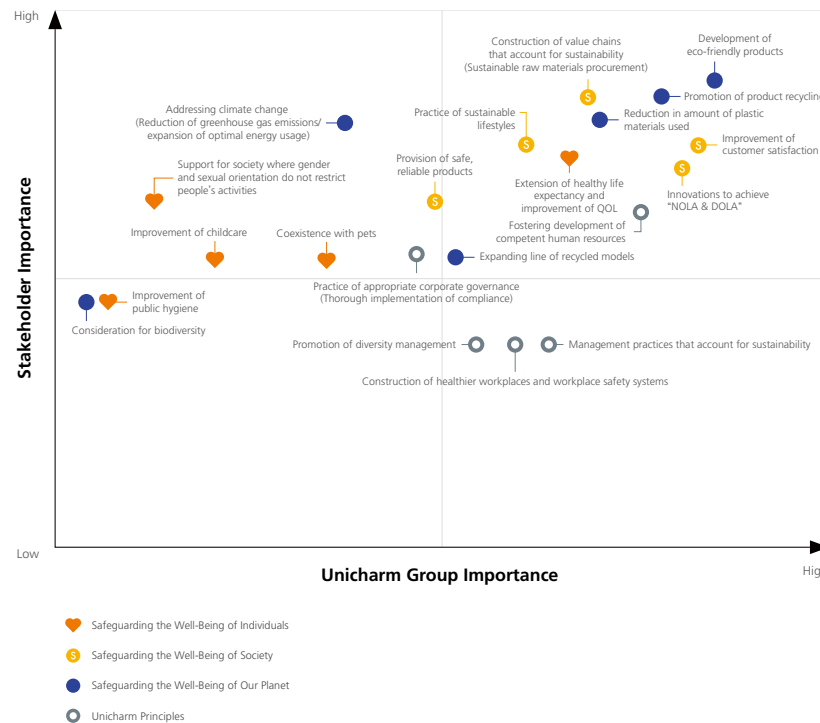 High
Construction of value chains
that account for sustainability
(Sustainable raw materials procurement)
Development of
eco-friendly products
Addressing climate change
(Reduction of greenhouse gas emissions/
expansion of optimal energy usage)
Practice of sustainable
lifestyles
Promotion of product recycling
Reduction in amount of plastic
materials used
Improvement of
customer satisfaction
Support for society where gender
and sexual orientation do not restrict
people's activities
Provision of safe,
reliable products
Extension of healthy life
expectancy and
improvement of QOL
Innovations to achieve
"NOLA & DOLA"
Fostering development of
competent human resources
Improvement of childcare
Coexistence with pets
Expanding line of recycled models
Practice of appropriate corporate governance
(Thorough implementation of compliance)
Improvement of
public hygiene
Consideration for biodiversity
Promotion of diversity management
Management practices that account for sustainability
Construction of healthier workplaces and workplace safety systems
Stakeholder Importance
Low
Unicharm Group Importance
Hig
S
S
S
S
S
Safeguarding the Well-Being of Individuals
S Safeguarding the Well-Being of Society
Safeguarding the Well-Being of Our Planet
Unicharm Principles